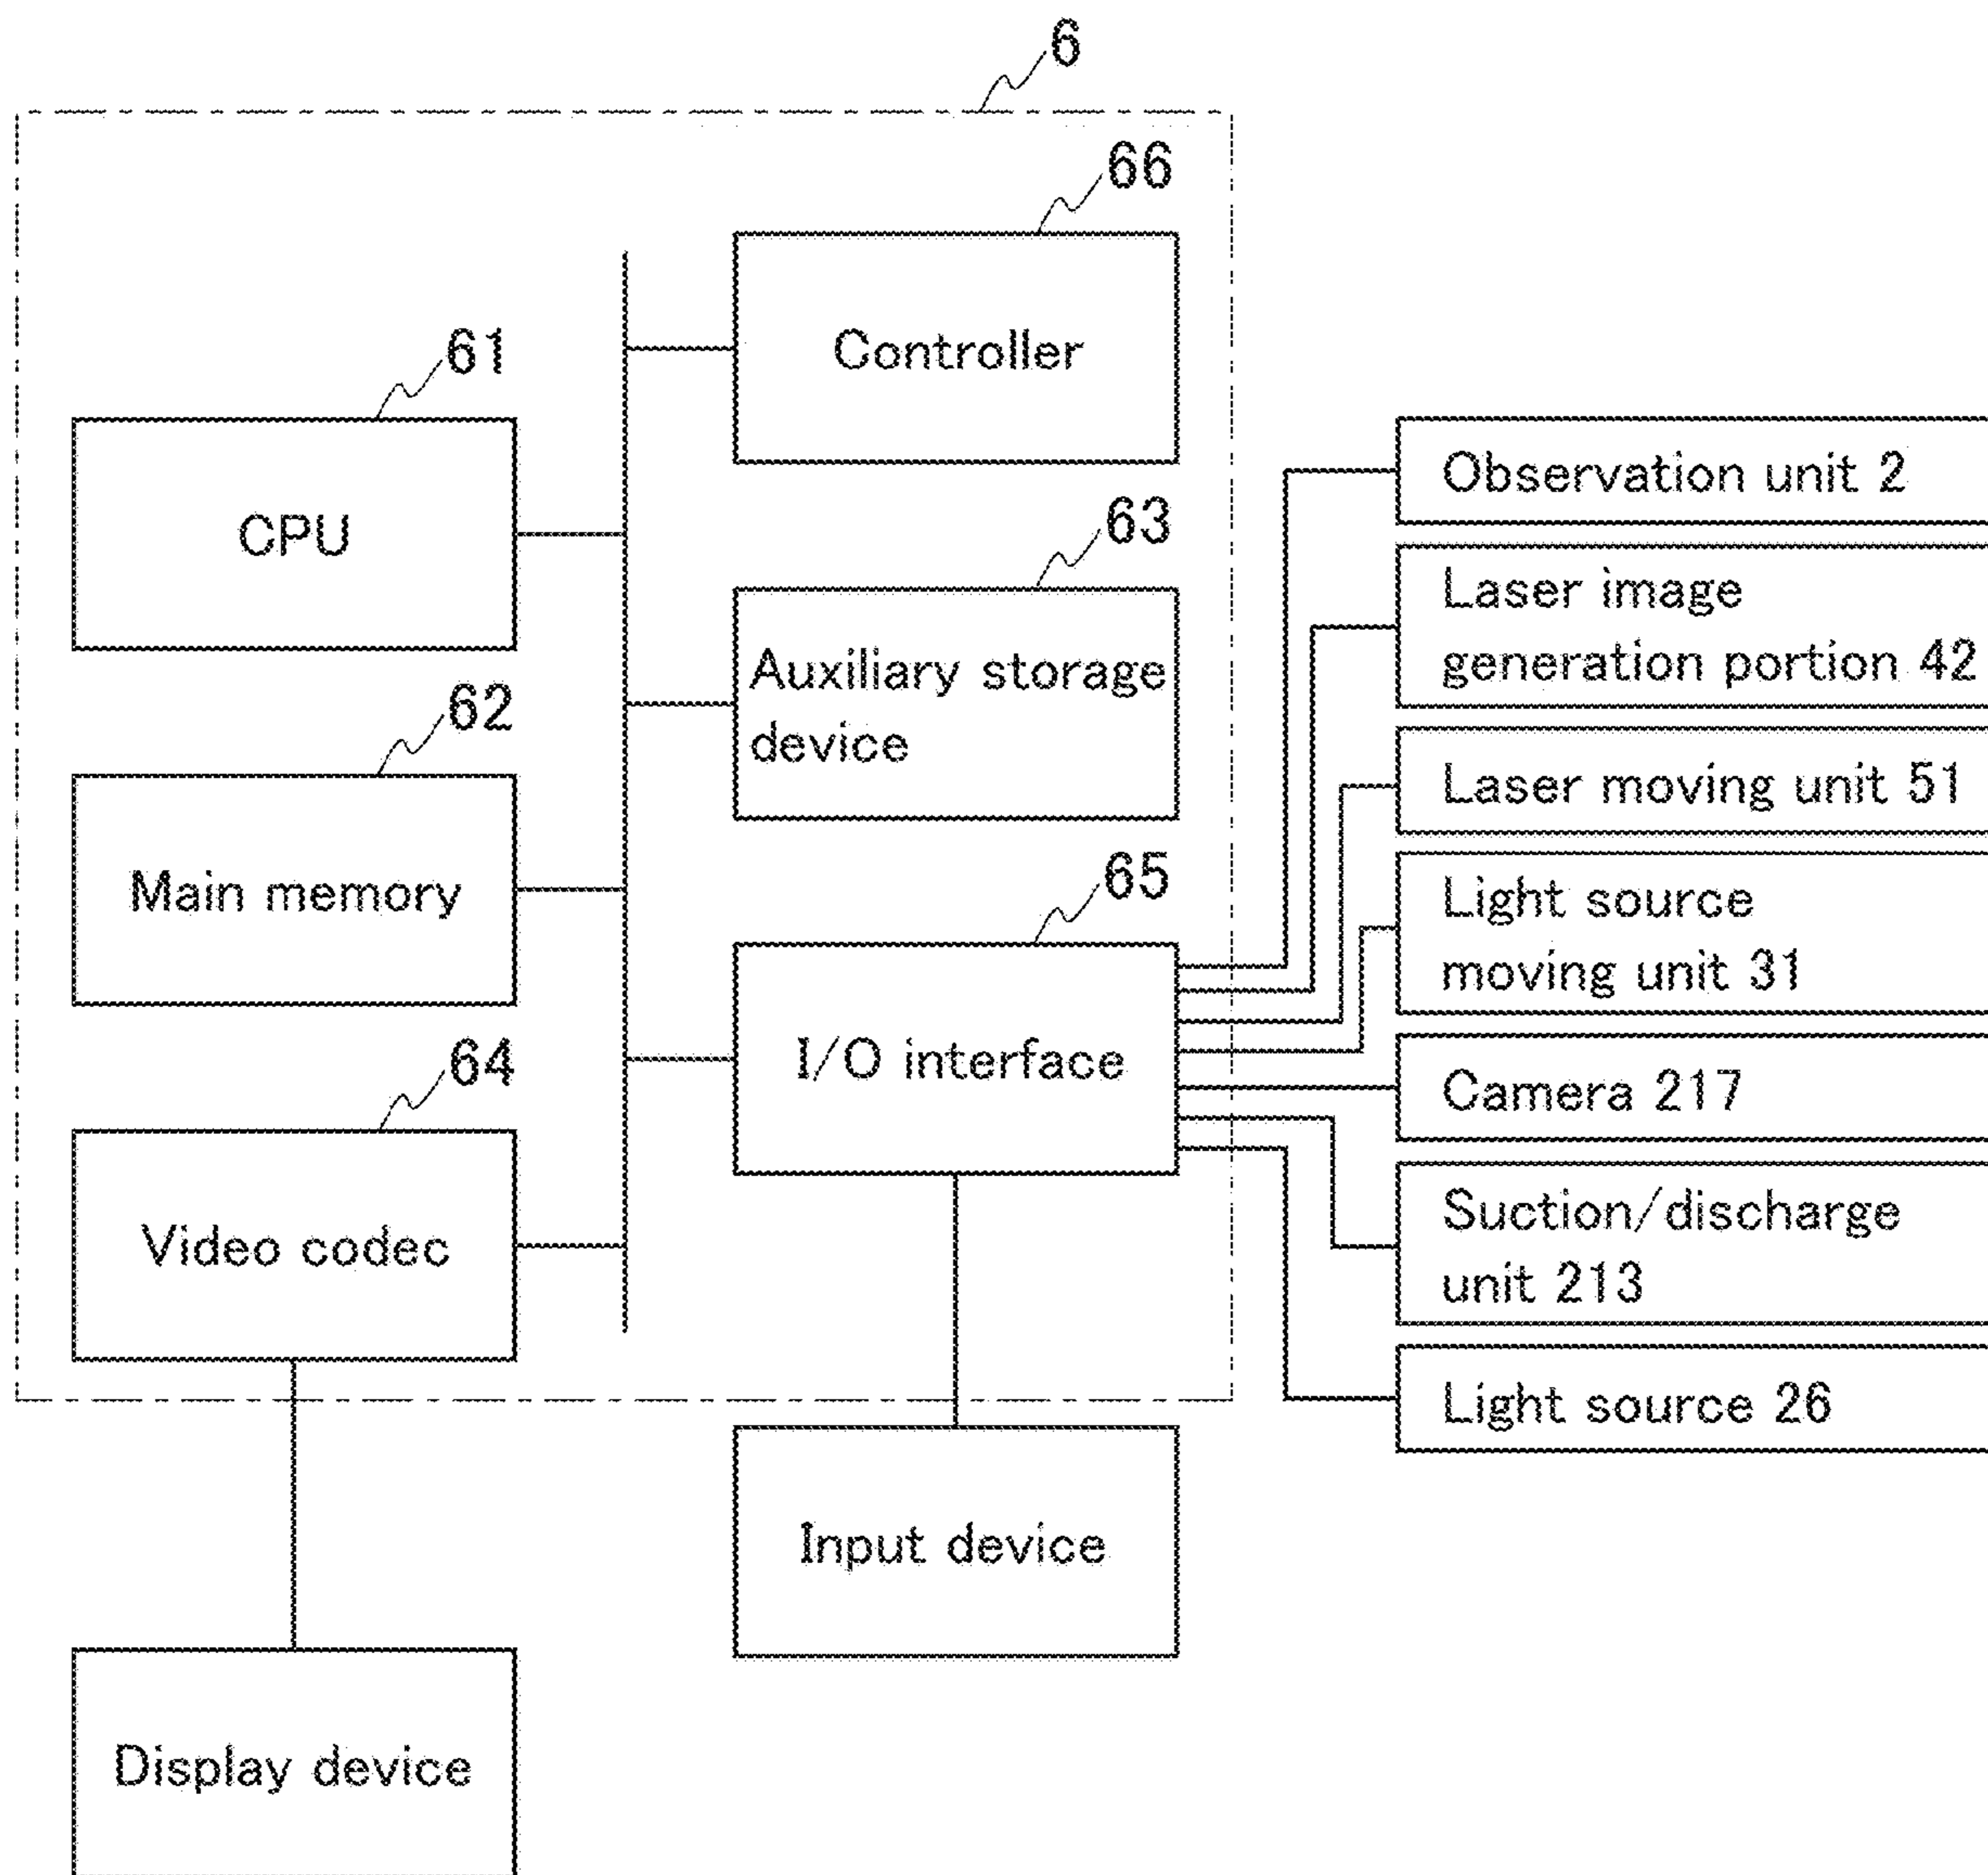 6
66
Controller
61
CPU
63
Auxiliary storage
device
62
Main memory
65
I/O interface
64
Video codec
Observation unit 2
Laser image
generation portion 42
Laser moving unit 51
Light source
moving unit 31
Camera 217
Suction/discharge
unit 213
Light source 26
Input device
Display device